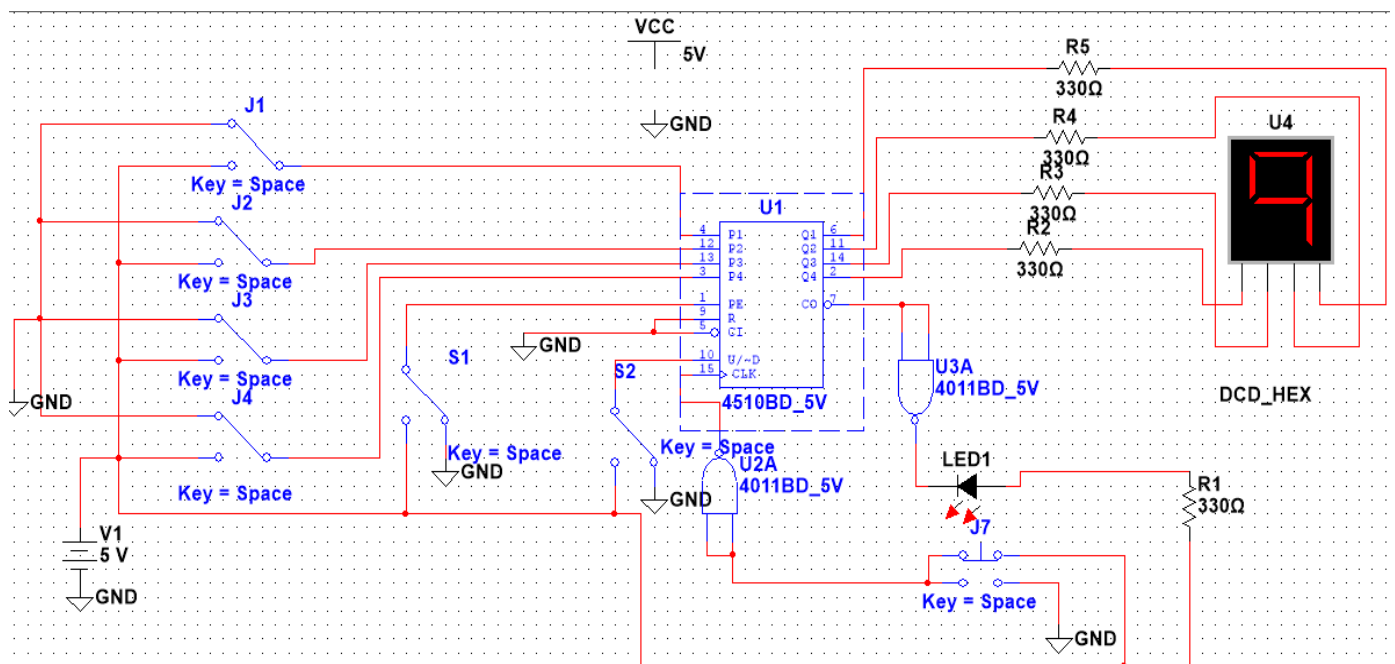 VCC
5V
GND
J1
Key = Space
J2
Key = Space
J3
Key = Space
J4
Key = Space
GND
V1
5 V
GND
S1
Key = Space
GND
GND
S2
Key = Space
GND
U1
4 P1
12 P2
13 P3
3 P4
1 PE
9 R
5 CI
10 U/~D
15 CLK
Q1 6
Q2 11
Q3 14
Q4 2
CO 7
4510BD_5V
U2A
4011BD_5V
U3A
4011BD_5V
R5
330Ω
R4
330Ω
R3
330Ω
R2
330Ω
U4
DCD_HEX
9
LED1
R1
330Ω
J7
Key = Space
GND